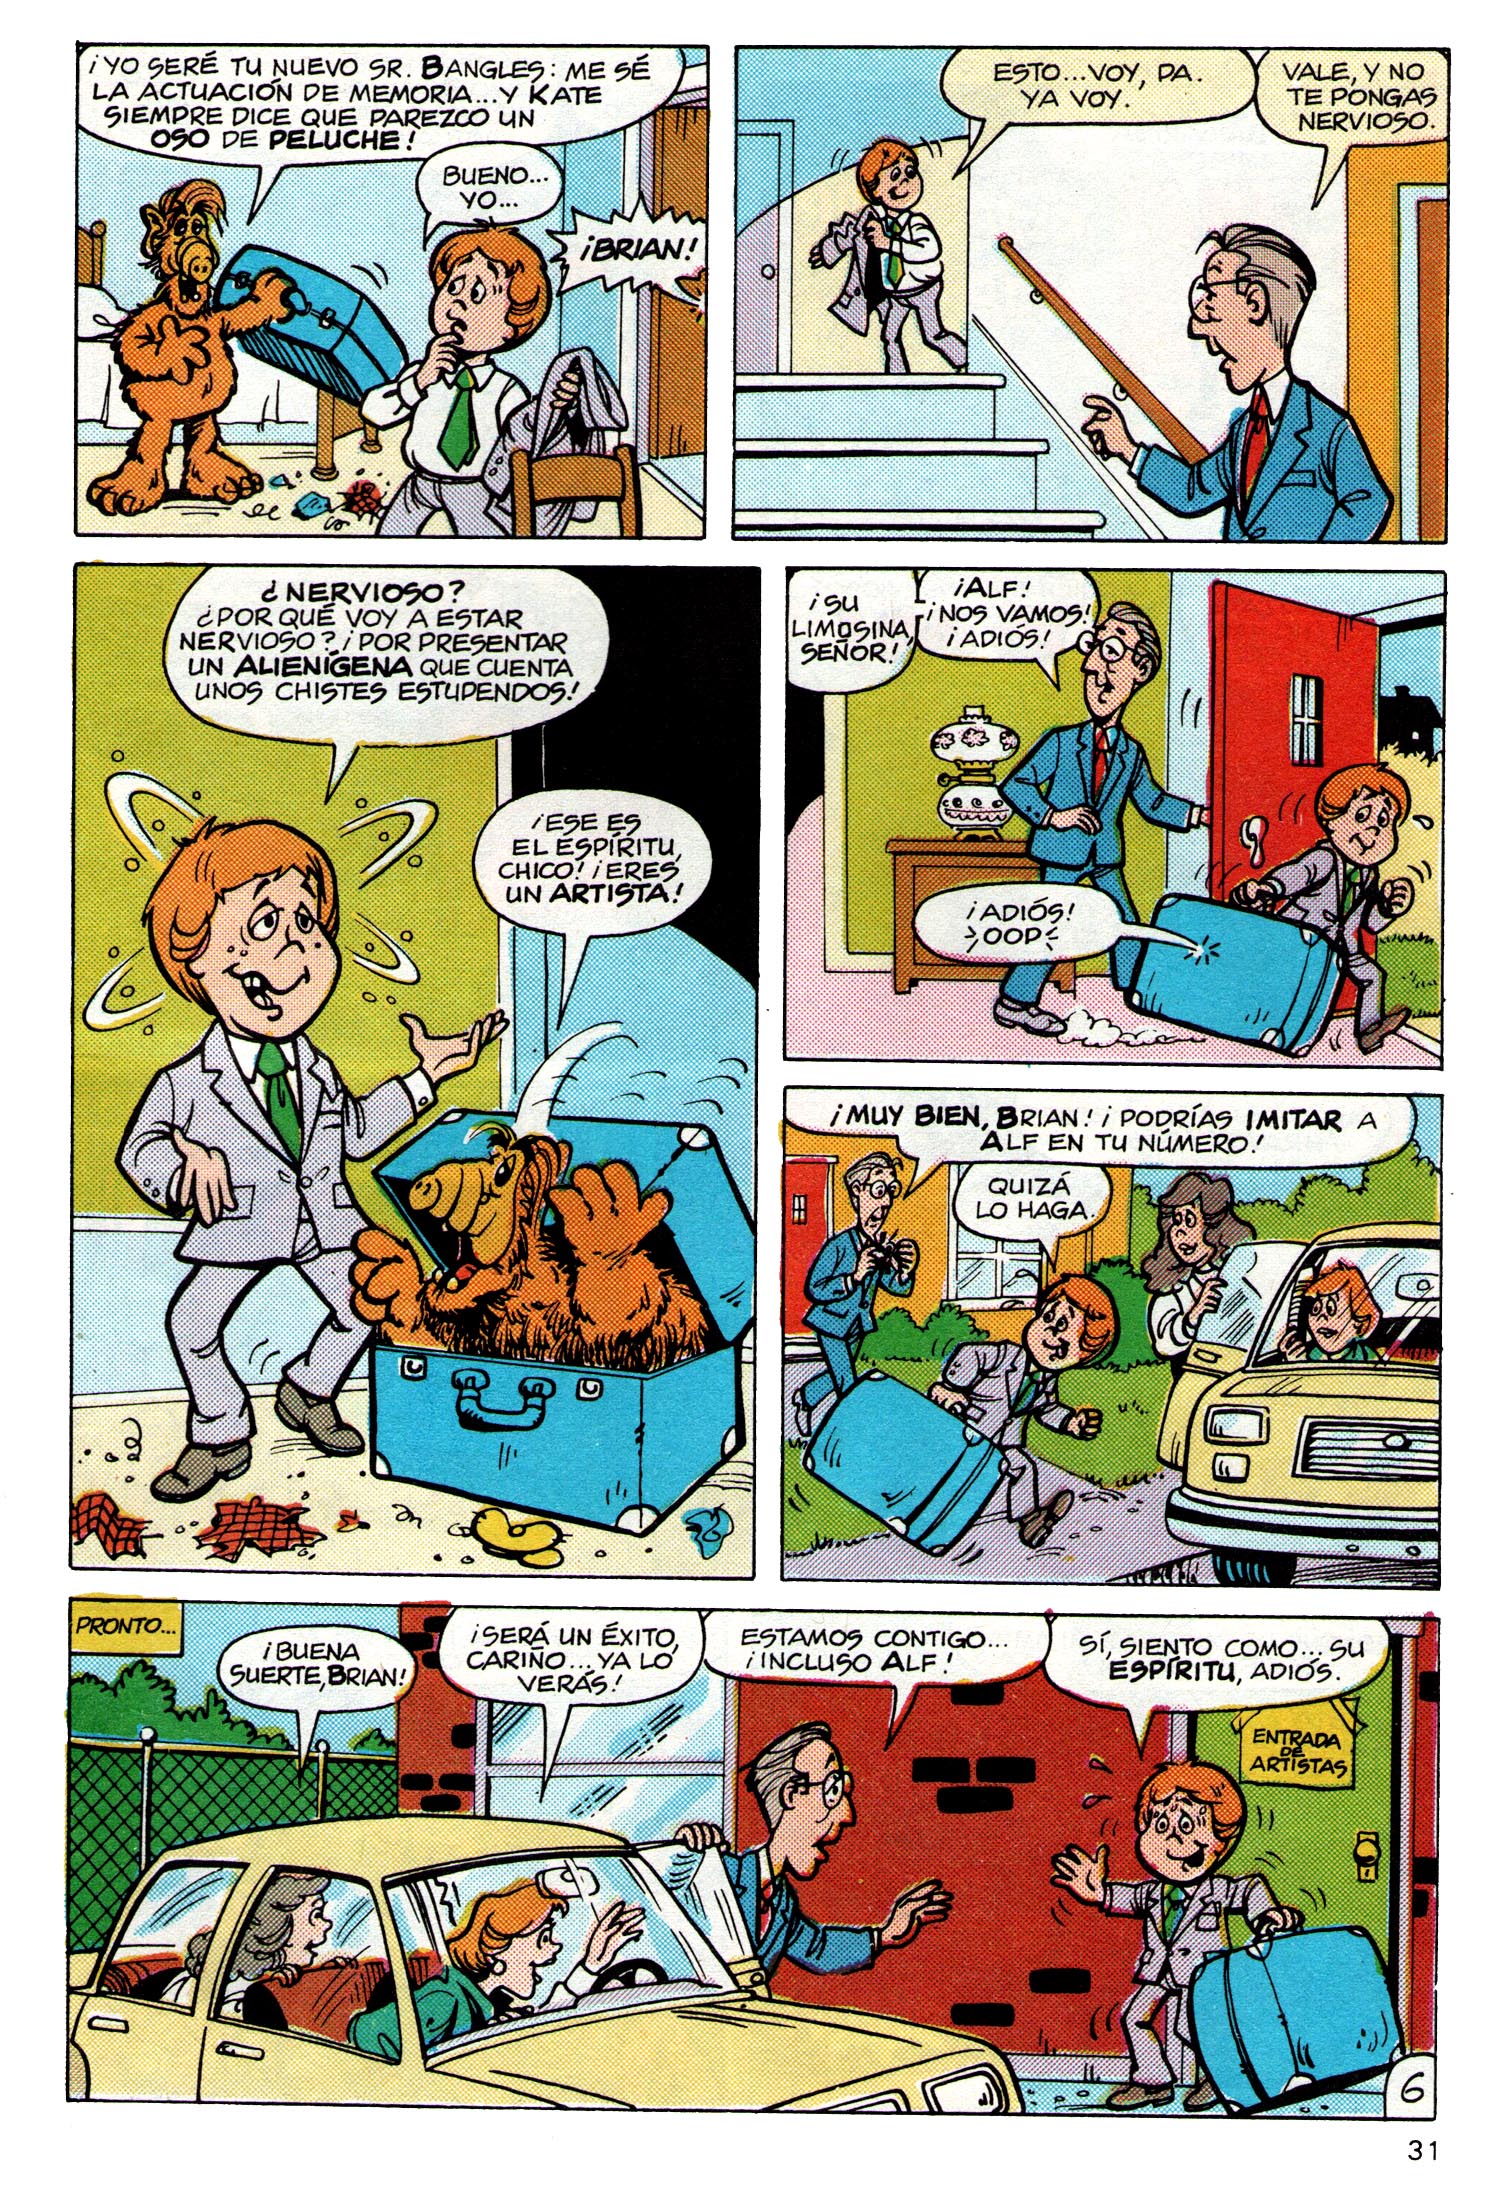 ¡YO SERÉ TU NUEVO SR. BANGLES: ME SÉ
LA ACTUACIÓN DE MEMORIA...Y KATE
SIEMPRE DICE QUE PAREZCO UN
OSO DE PELUCHE!
BUENO...
YO...
¡BRIAN!
ESTO...VOY, PA.
YA VOY.
VALE, Y NO
TE PONGAS
NERVIOSO.
¿NERVIOSO?
¿POR QUÉ VOY A ESTAR
NERVIOSO? ¡POR PRESENTAR
UN ALIENÍGENA QUE CUENTA
UNOS CHISTES ESTUPENDOS!
¡ESE ES
EL ESPÍRITU,
CHICO! ¡ERES
UN ARTISTA!
¡SU
LIMOSINA,
SEÑOR!
¡ALF!
¡NOS VAMOS!
¡ADIÓS!
¡ADIÓS!
OOP
¡MUY BIEN, BRIAN! ¡PODRÍAS IMITAR A
ALF EN TU NÚMERO!
QUIZÁ
LO HAGA.
PRONTO...
¡BUENA
SUERTE, BRIAN!
¡SERÁ UN ÉXITO,
CARIÑO...YA LO
VERÁS!
ESTAMOS CONTIGO...
¡INCLUSO ALF!
SÍ, SIENTO COMO... SU
ESPÍRITU, ADIÓS.
ENTRADA
DE
ARTISTAS
6
31